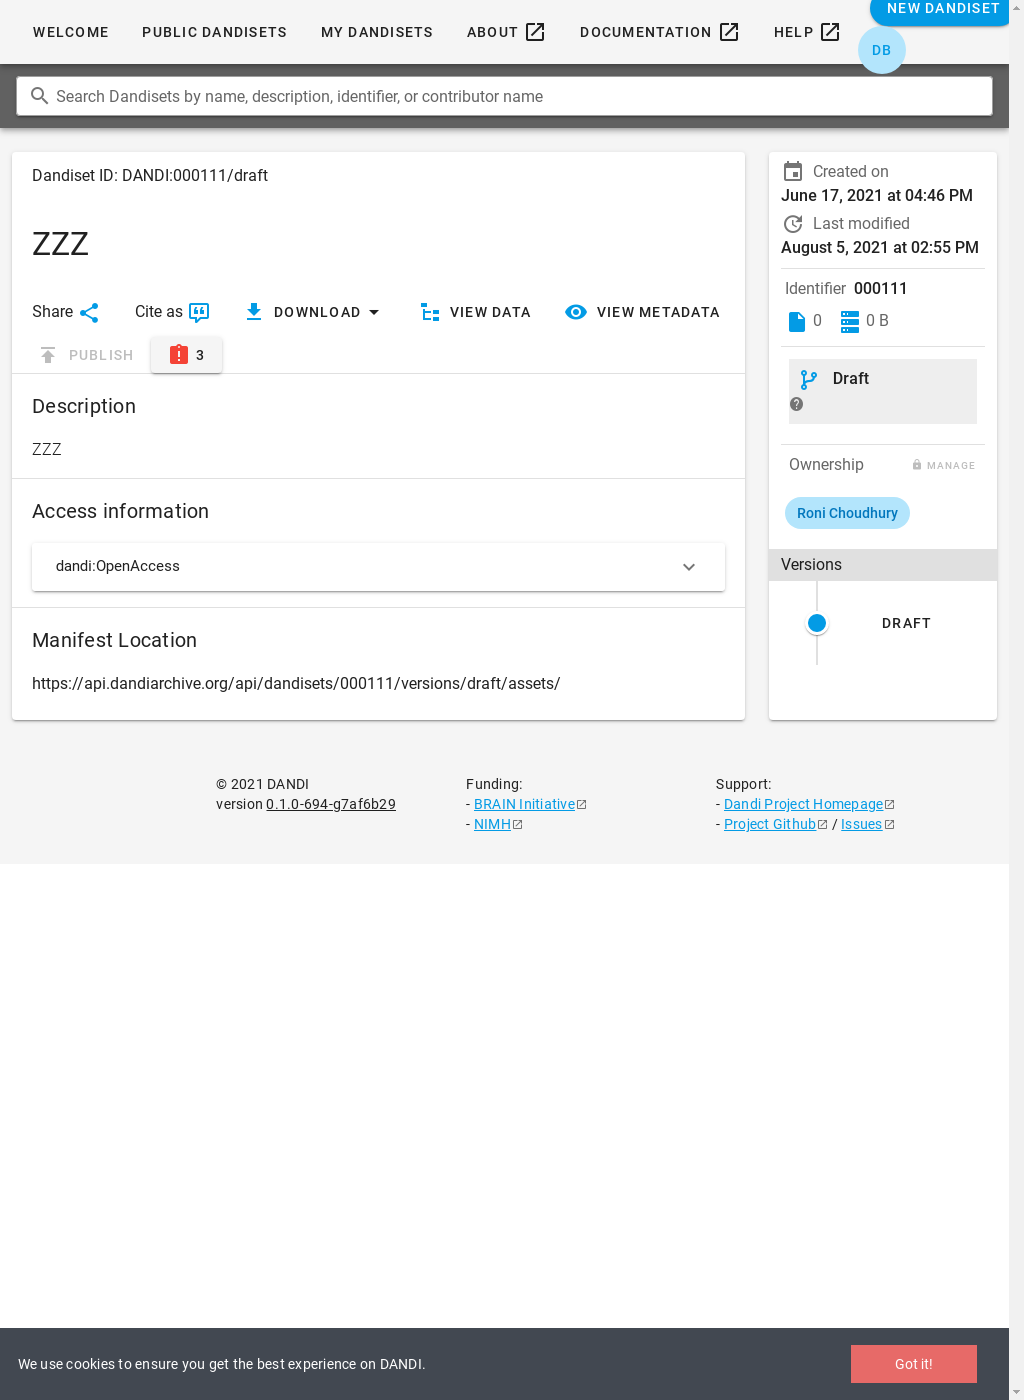 WELCOME PUBLIC DANDISETS MY DANDISETS ABOUT DOCUMENTATION HELP NEW DANDISET
DB
Search Dandisets by name, description, identifier, or contributor name
Dandiset ID: DANDI:000111/draft
ZZZ
Share Cite as DOWNLOAD VIEW DATA VIEW METADATA
PUBLISH 3
Description
ZZZ
Access information
dandi:OpenAccess
Manifest Location
https://api.dandiarchive.org/api/dandisets/000111/versions/draft/assets/
Created on
June 17, 2021 at 04:46 PM
Last modified
August 5, 2021 at 02:55 PM
Identifier 000111
0 0 B
Draft
Ownership MANAGE
Roni Choudhury
Versions
DRAFT
© 2021 DANDI
version 0.1.0-694-g7af6b29
Funding:
- BRAIN Initiative
- NIMH
Support:
- Dandi Project Homepage
- Project Github / Issues
We use cookies to ensure you get the best experience on DANDI.
Got it!